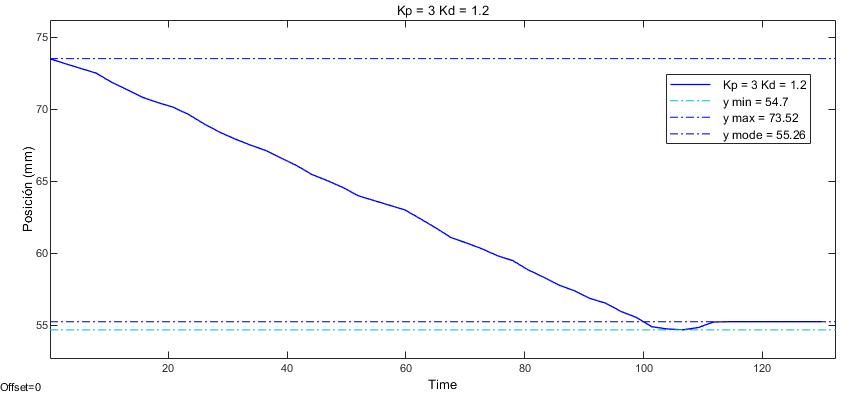 Kp = 3 Kd = 1.2
75
70
65
60
55
Posición (mm)
Kp = 3 Kd = 1.2
y min = 54.7
y max = 73.52
y mode = 55.26
20
40
60
80
100
120
Time
Offset=0